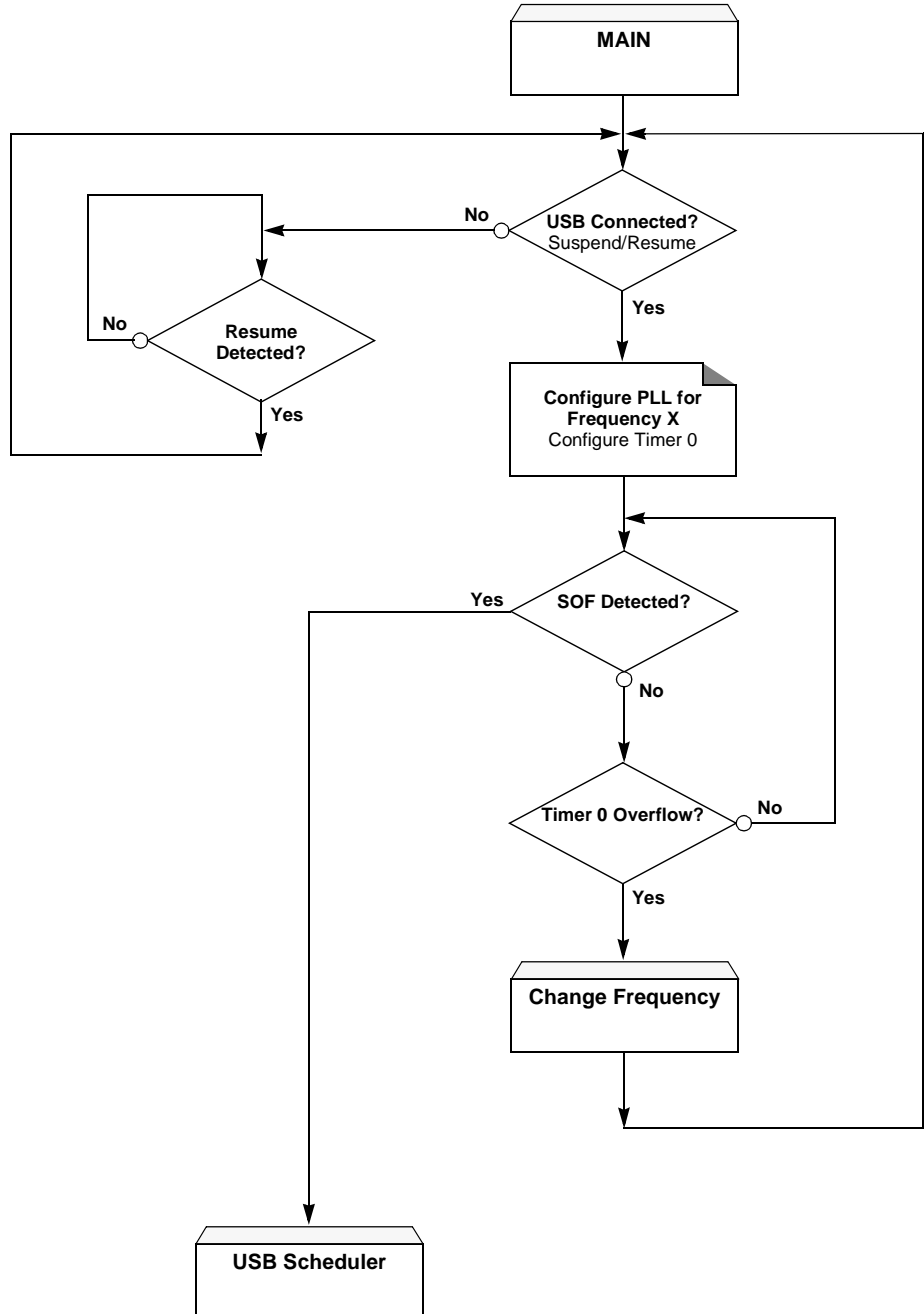 MAIN
No
USB Connected?
Suspend/Resume
Yes
No
Resume
Detected?
Yes
Configure PLL for
Frequency X
Configure Timer 0
Yes
SOF Detected?
No
Timer 0 Overflow?
No
Yes
Change Frequency
USB Scheduler